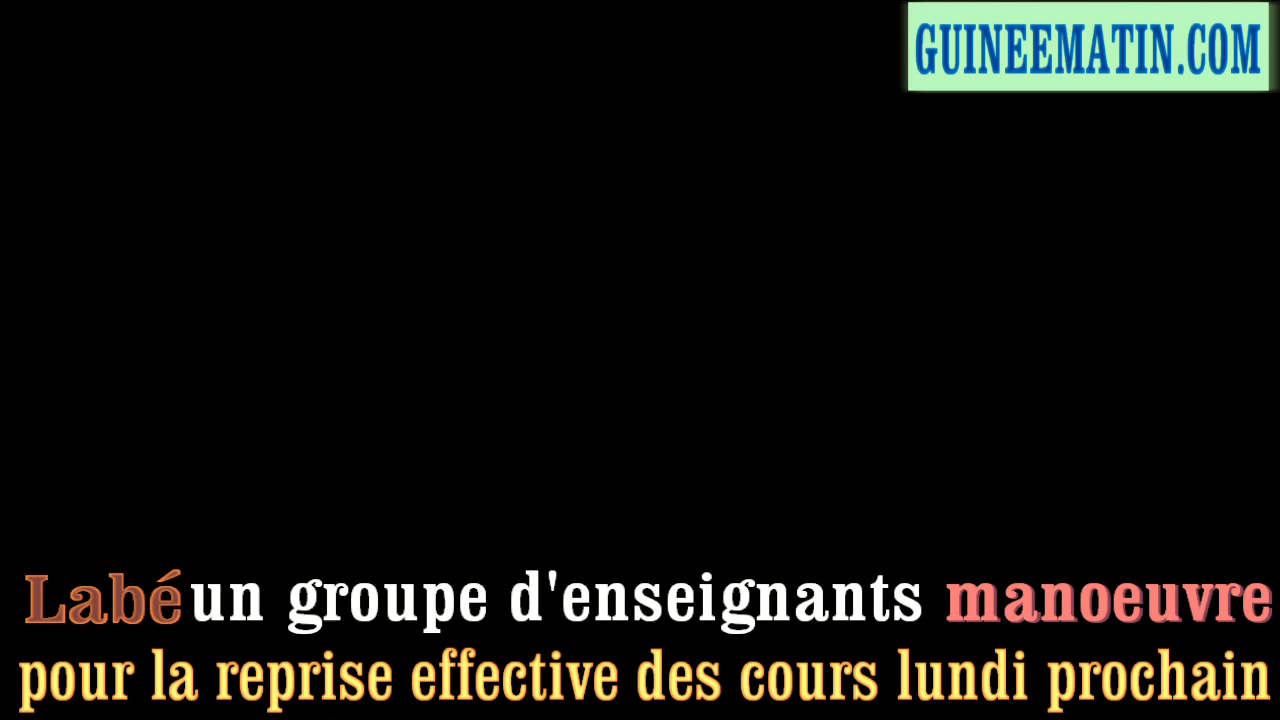 GUINEEMATIN.COM
Labé un groupe d'enseignants manoeuvre
pour la reprise effective des cours lundi prochain